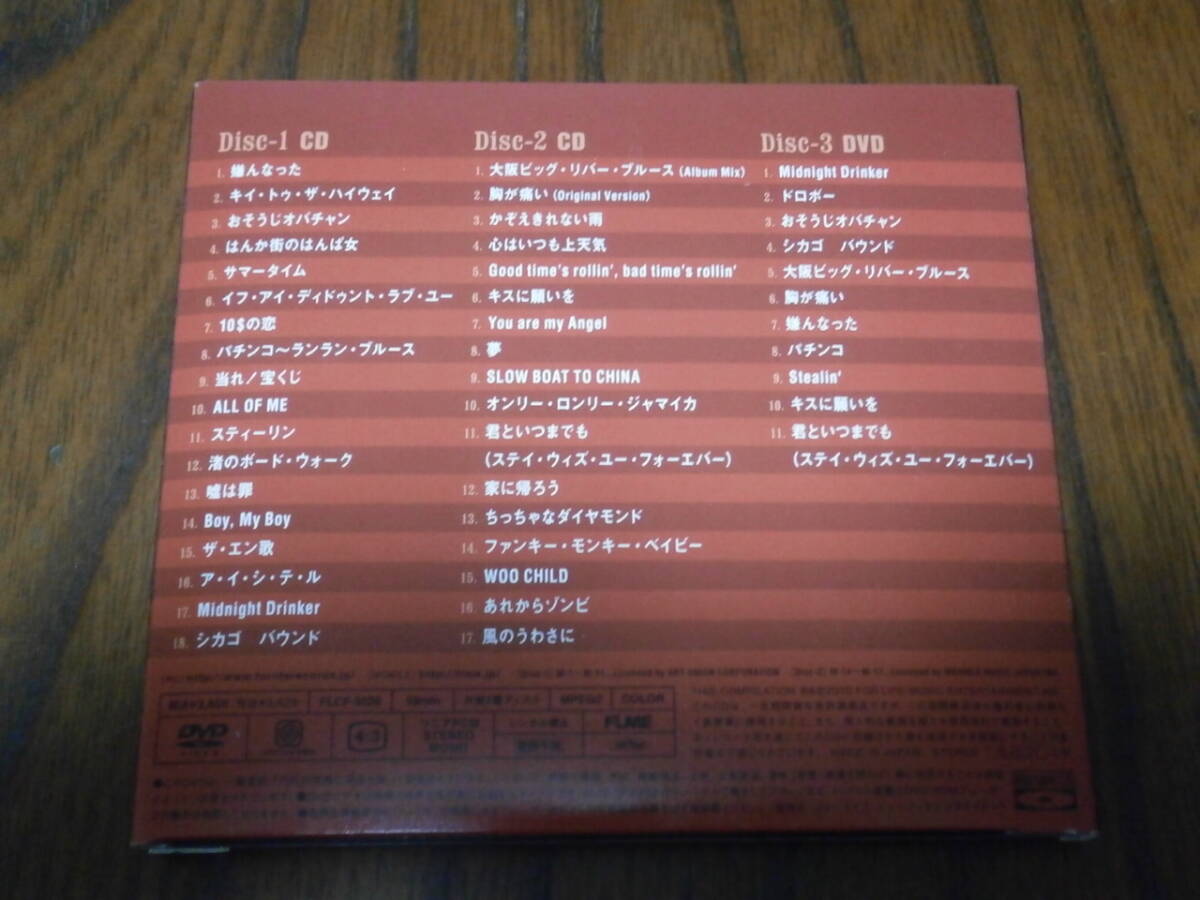 Disc-1 CD
1. 嫌んなった
2. キイ・トゥ・ザ・ハイウェイ
3. おそうじオバチャン
4. はんか街のはんぱ女
5. サマータイム
6. イフ・アイ・ディドゥント・ラブ・ユー
7. 10$の恋
8. パチンコ〜ランラン・ブルース
9. 当れ!宝くじ
10. ALL OF ME
11. スティーリン
12. 渚のボード・ウォーク
13. 嘘は罪
14. Boy, My Boy
15. ザ・エン歌
16. ア・イ・シ・テ・ル
17. Midnight Drinker
18. シカゴ バウンド
Disc-2 CD
1. 大阪ビッグ・リバー・ブルース (Album Mix)
2. 胸が痛い (Original Version)
3. かぞえきれない雨
4. 心はいつも上天気
5. Good time's rollin', bad time's rollin'
6. キスに願いを
7. You are my Angel
8. 夢
9. SLOW BOAT TO CHINA
10. オンリー・ロンリー・ジャマイカ
11. 君といつまでも
(ステイ・ウィズ・ユー・フォーエバー)
12. 家に帰ろう
13. ちっちゃなダイヤモンド
14. ファンキー・モンキー・ベイビー
15. WOO CHILD
16. あれからゾンビ
17. 風のうわさに
Disc-3 DVD
1. Midnight Drinker
2. ドロボー
3. おそうじオバチャン
4. シカゴ バウンド
5. 大阪ビッグ・リバー・ブルース
6. 胸が痛い
7. 嫌んなった
8. パチンコ
9. Stealin'
10. キスに願いを
11. 君といつまでも
(ステイ・ウィズ・ユー・フォーエバー)
MPEG2
COLOR
DVD
4:3
STEREO
FLME